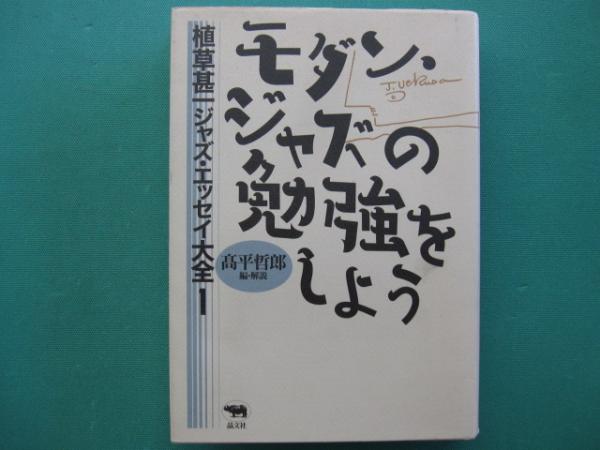 モダン・
ジャズの
勉強を
しよう
J. Uekusa
植草甚一ジャズ・エッセイ大全1
髙平哲郎
編・解説
晶文社